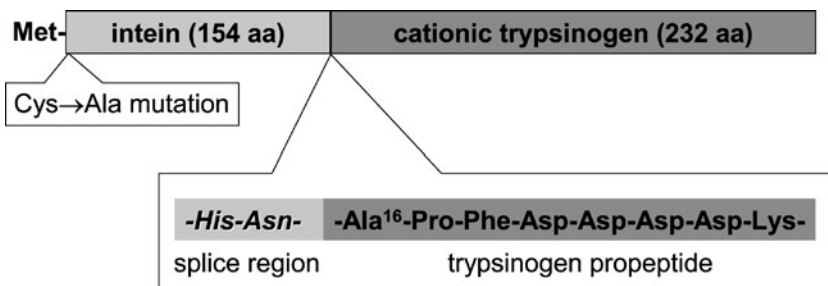 Met- intein (154 aa) cationic trypsinogen (232 aa)
Cys→Ala mutation
-His-Asn- -Ala¹⁶-Pro-Phe-Asp-Asp-Asp-Asp-Lys-
splice region trypsinogen propeptide